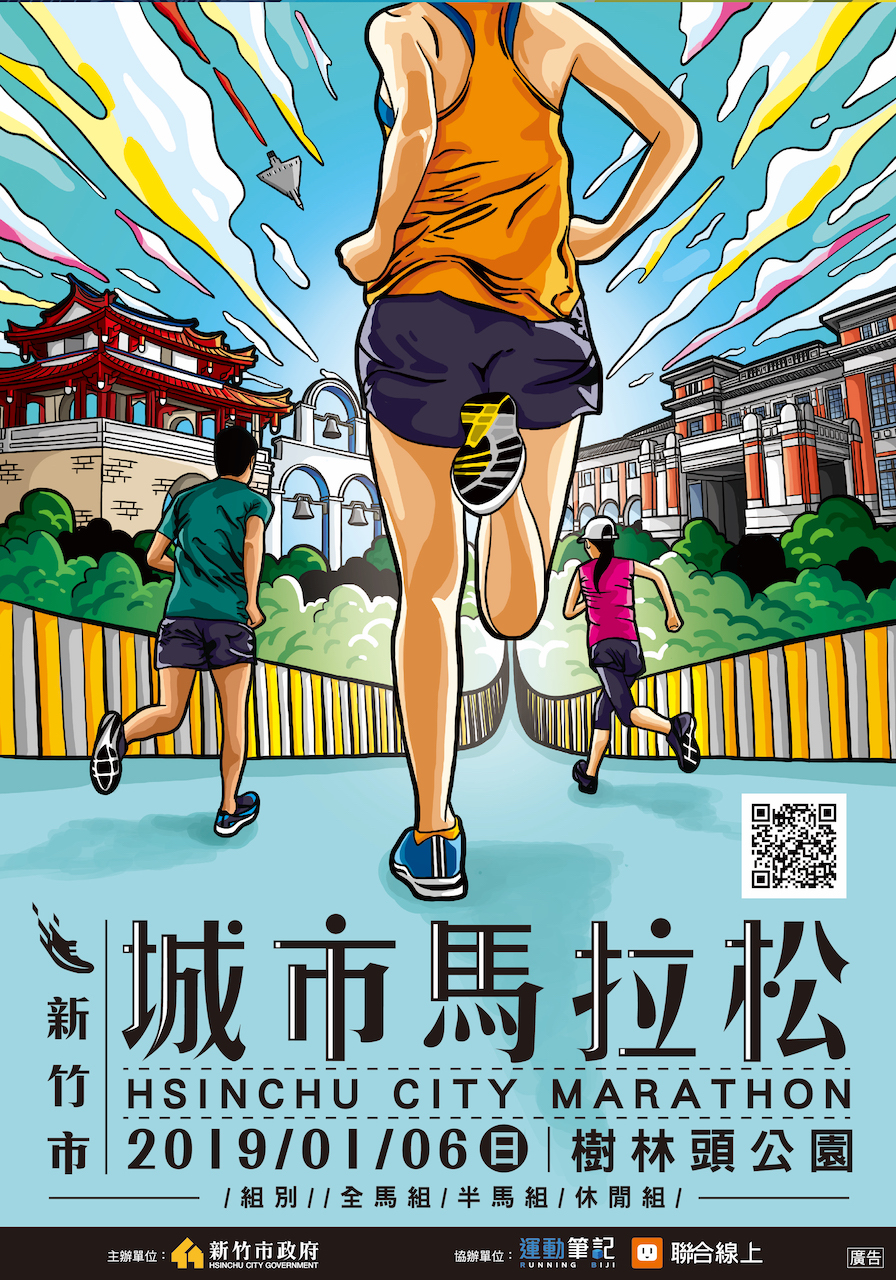 新竹市
城市馬拉松
HSINCHU CITY MARATHON
2019/01/06日 樹林頭公園
/組別//全馬組/半馬組/休閒組/
主辦單位: 新竹市政府
HSINCHU CITY GOVERNMENT
協辦單位: 運動筆記
RUNNING BIJI
聯合線上
廣告